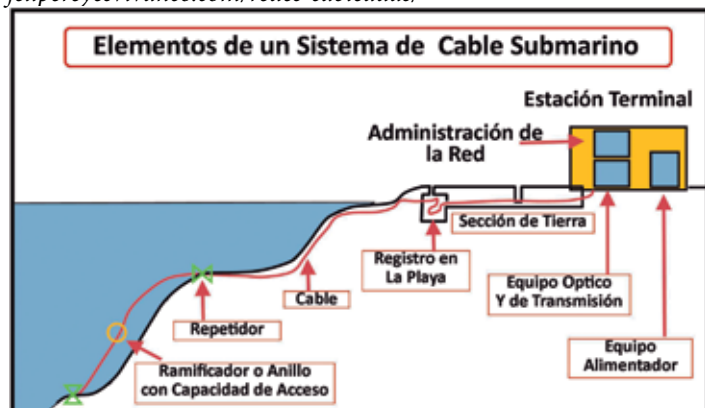 Elementos de un Sistema de Cable Submarino
Estación Terminal
Administración de
la Red
Sección de Tierra
Registro en
La Playa
Equipo Optico
Y de Transmisión
Cable
Repetidor
Equipo
Alimentador
Ramificador o Anillo
con Capacidad de Acceso